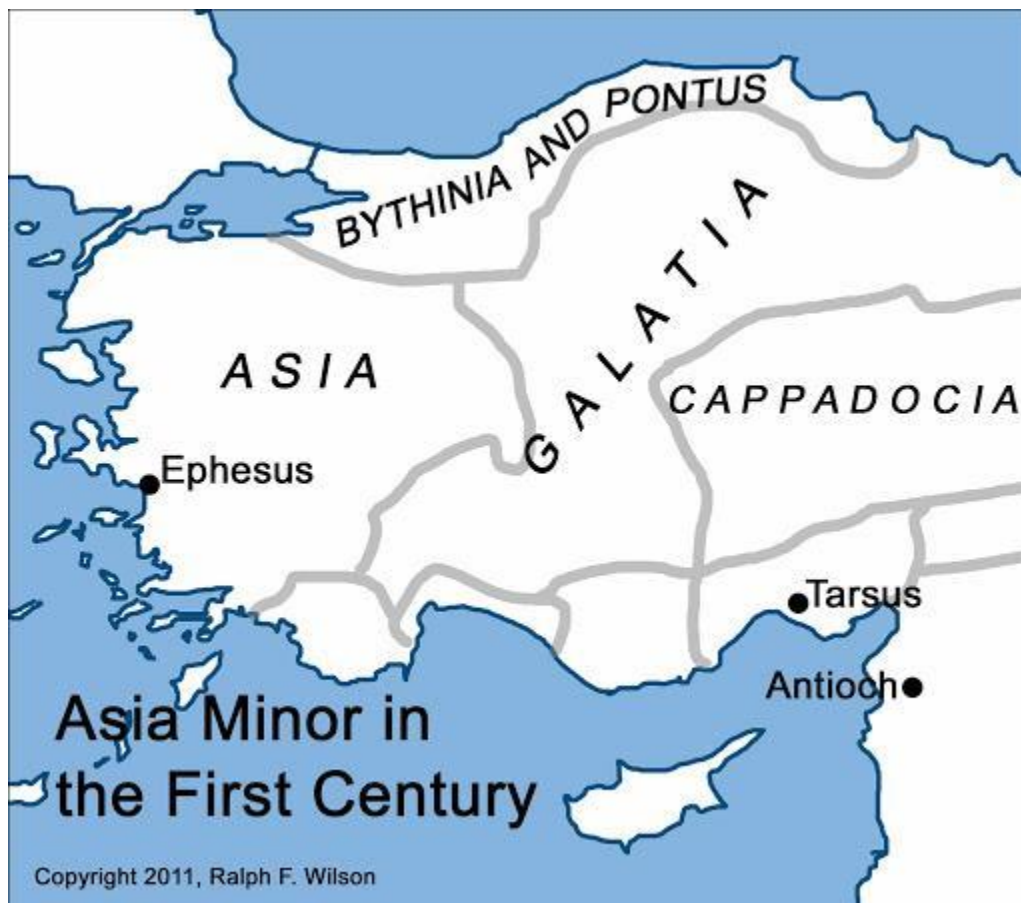 BYTHINIA AND PONTUS
GALATIA
ASIA
CAPPADOCIA
Ephesus
Tarsus
Antioch
Asia Minor in
the First Century
Copyright 2011, Ralph F. Wilson